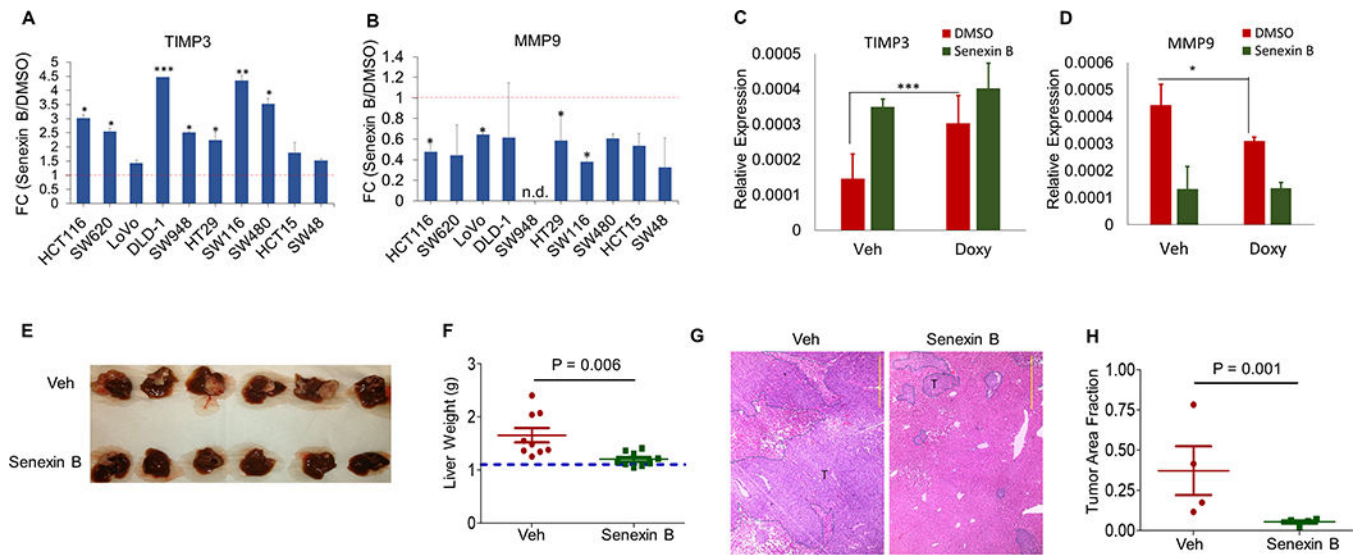 A
TIMP3
FC (Senexin B/DMSO)
5
4.5
4
3.5
3
2.5
2
1.5
1
0.5
0
*
*
***
*
*
**
*
HCT116
SW620
LoVo
DLD-1
SW948
HT29
SW116
SW480
HCT15
SW48
B
MMP9
FC (Senexin B/DMSO)
1.4
1.2
1
0.8
0.6
0.4
0.2
0
*
*
n.d.
*
*
HCT116
SW620
LoVo
DLD-1
SW948
HT29
SW116
SW480
HCT15
SW48
C
TIMP3
DMSO
Senexin B
Relative Expression
0.0005
0.0004
0.0003
0.0002
0.0001
0
***
Veh
Doxy
D
MMP9
DMSO
Senexin B
Relative Expression
0.0006
0.0005
0.0004
0.0003
0.0002
0.0001
0
*
Veh
Doxy
E
Veh
Senexin B
F
Liver Weight (g)
3
2
1
0
P = 0.006
Veh
Senexin B
G
Veh
Senexin B
T
T
H
Tumor Area Fraction
1.00
0.75
0.50
0.25
0.00
P = 0.001
Veh
Senexin B